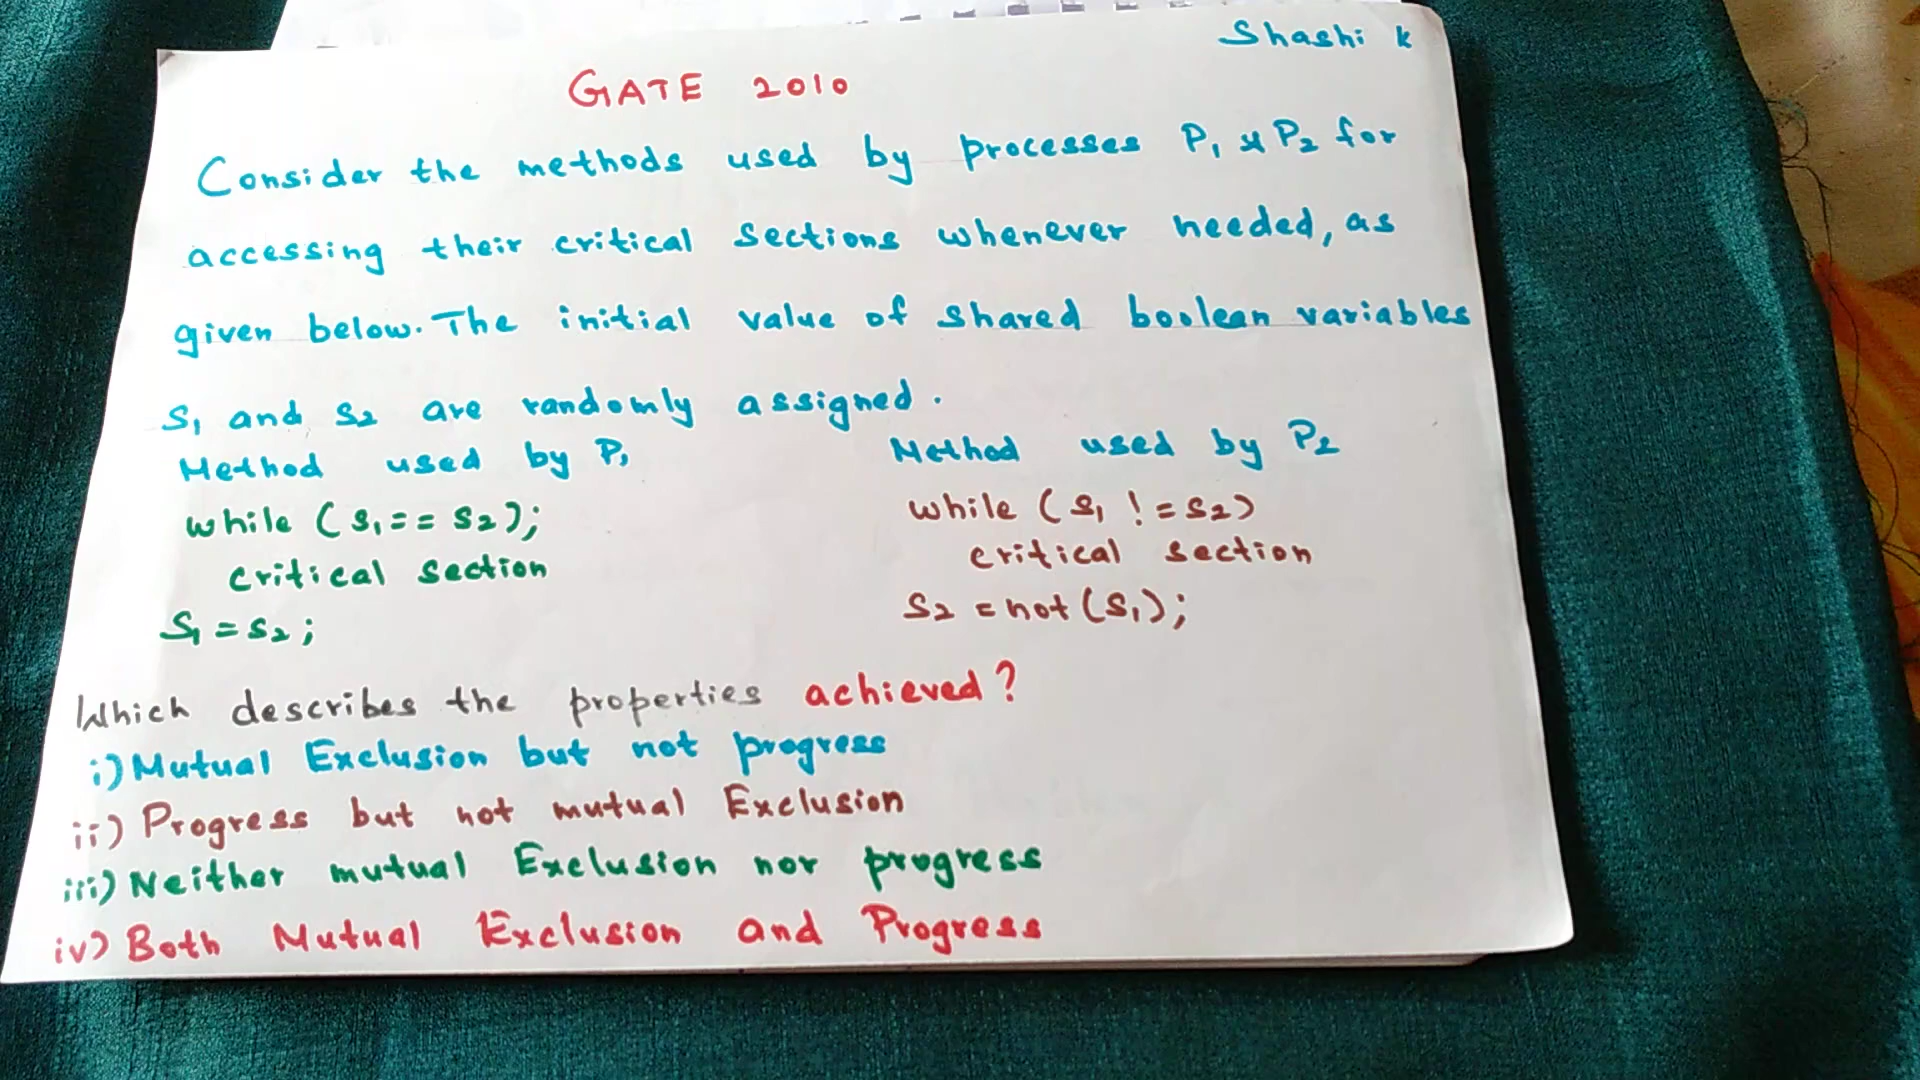 Shashi k
GATE 2010
Consider the methods used by processes P1 & P2 for
accessing their critical sections whenever needed, as
given below. The initial value of shared boolean variables
S1 and S2 are randomly assigned.
Method used by P1
Method used by P2
while (S1 == S2);
critical section
S1 = S2;
while (S1 != S2)
critical section
S2 = not (S1);
Which describes the properties achieved?
i) Mutual Exclusion but not progress
ii) Progress but not mutual Exclusion
iii) Neither mutual Exclusion nor progress
iv) Both Mutual Exclusion and Progress